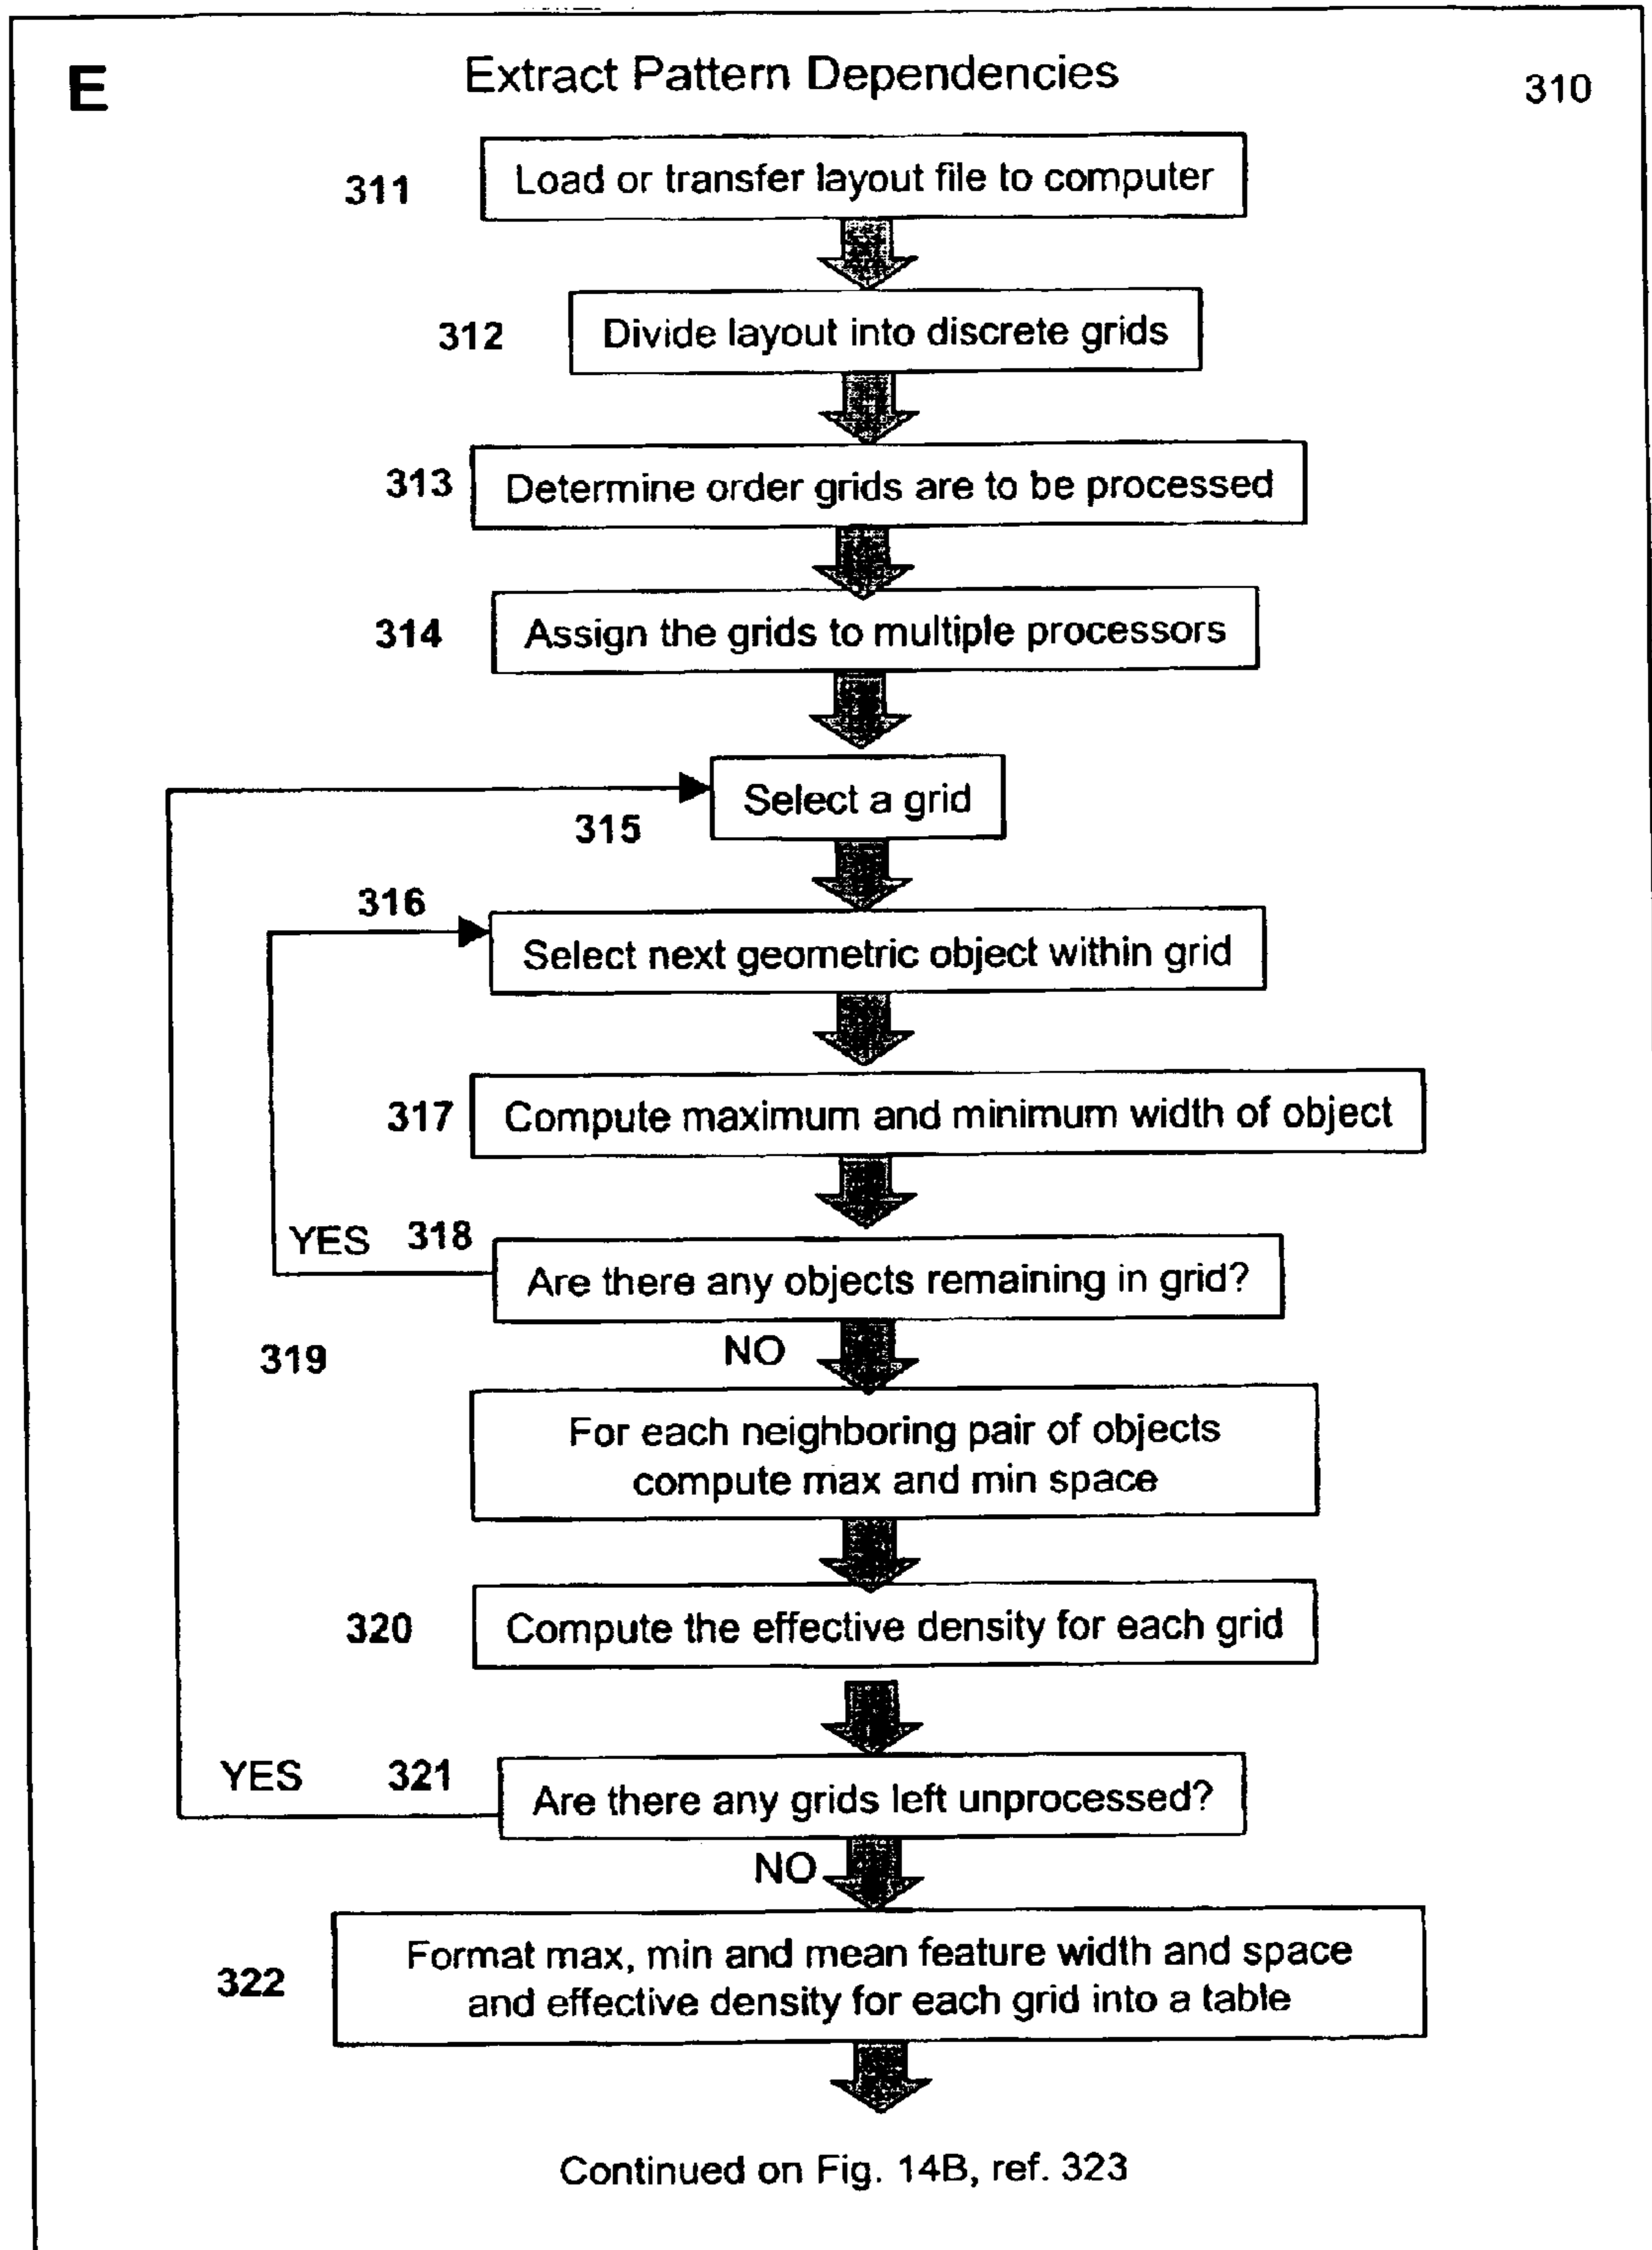 E
Extract Pattern Dependencies
310
311
Load or transfer layout file to computer
312
Divide layout into discrete grids
313
Determine order grids are to be processed
314
Assign the grids to multiple processors
Select a grid
315
316
Select next geometric object within grid
317
Compute maximum and minimum width of object
YES
318
Are there any objects remaining in grid?
NO
319
For each neighboring pair of objects
compute max and min space
320
Compute the effective density for each grid
YES
321
Are there any grids left unprocessed?
NO
322
Format max, min and mean feature width and space
and effective density for each grid into a table
Continued on Fig. 14B, ref. 323